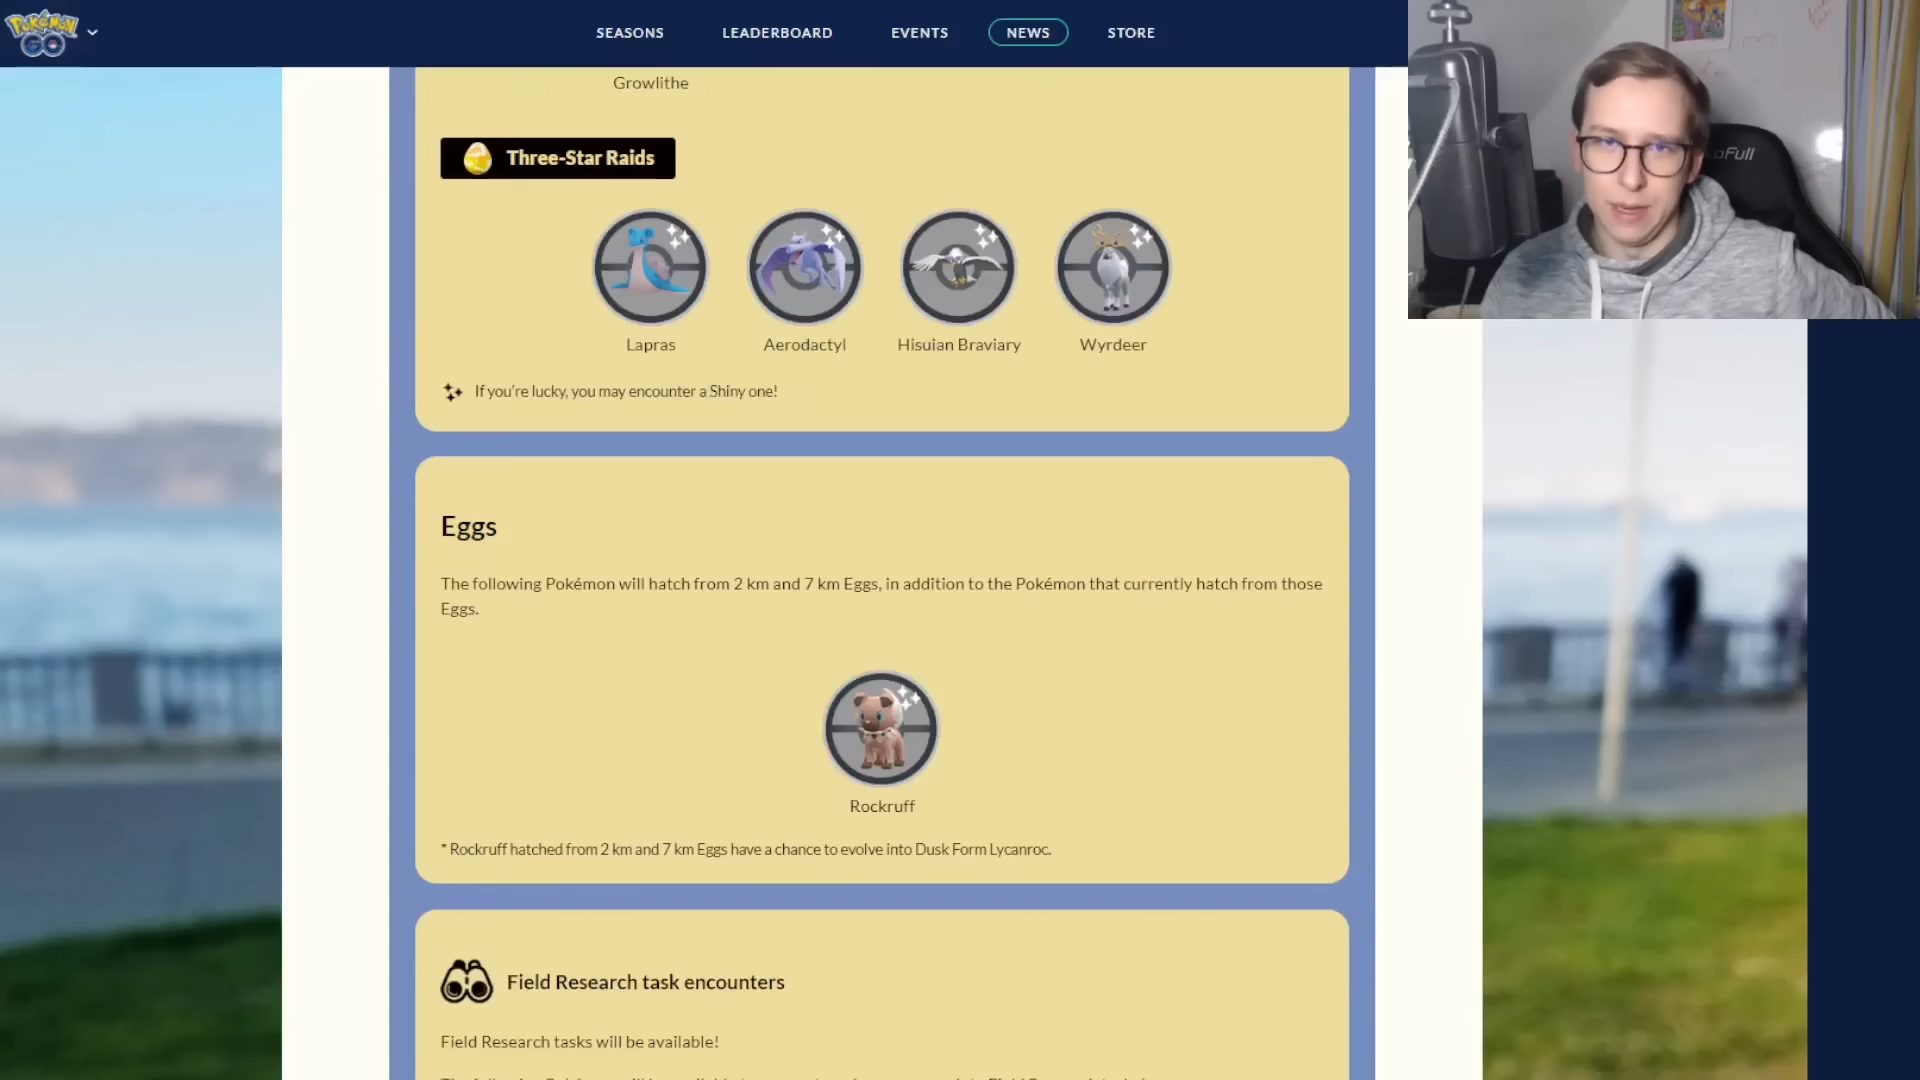 Pokémon GO
SEASONS LEADERBOARD EVENTS NEWS STORE
Growlithe
Three-Star Raids
Lapras Aerodactyl Hisuian Braviary Wyrdeer
If you're lucky, you may encounter a Shiny one!
Eggs
The following Pokémon will hatch from 2 km and 7 km Eggs, in addition to the Pokémon that currently hatch from those
Eggs.
Rockruff
* Rockruff hatched from 2 km and 7 km Eggs have a chance to evolve into Dusk Form Lycanroc.
Field Research task encounters
Field Research tasks will be available!